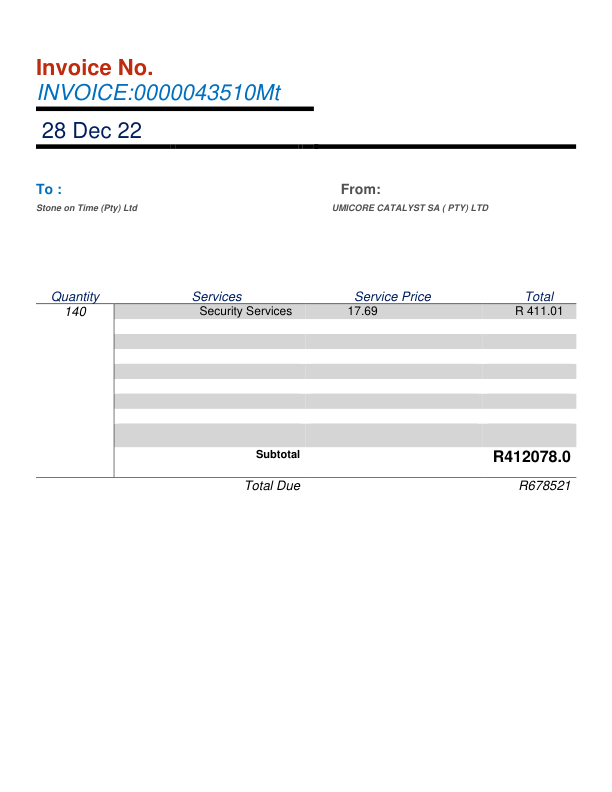 Invoice No.
INVOICE:0000043510Mt
28 Dec 22
To : From:
Stone on Time (Pty) Ltd UMICORE CATALYST SA ( PTY) LTD
Quantity Services Service Price Total
140 Security Services 17.69 R 411.01
Subtotal R412078.0
Total Due R678521